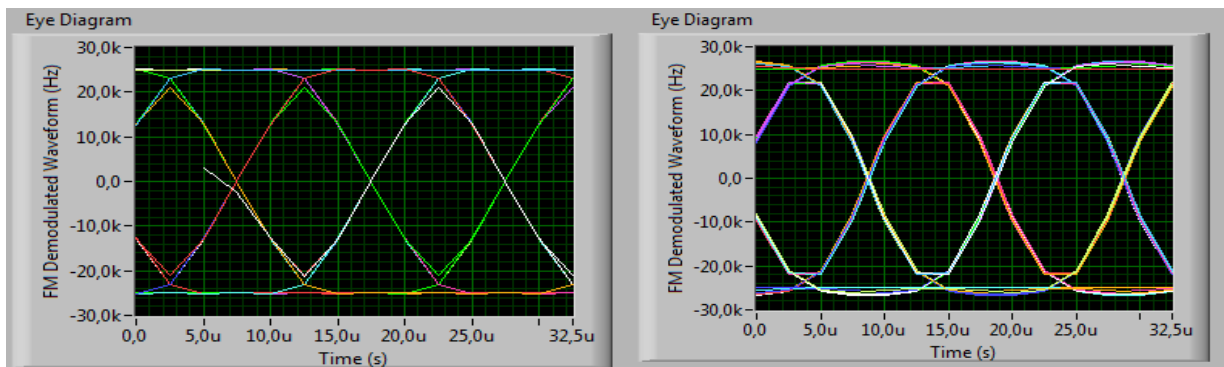 Eye Diagram
FM Demodulated Waveform (Hz)
30,0k
20,0k
10,0k
0,0
-10,0k
-20,0k
-30,0k
0,0 5,0u 10,0u 15,0u 20,0u 25,0u 32,5u
Time (s)
Eye Diagram
FM Demodulated Waveform (Hz)
30,0k
20,0k
10,0k
0,0
-10,0k
-20,0k
-30,0k
0,0 5,0u 10,0u 15,0u 20,0u 25,0u 32,5u
Time (s)